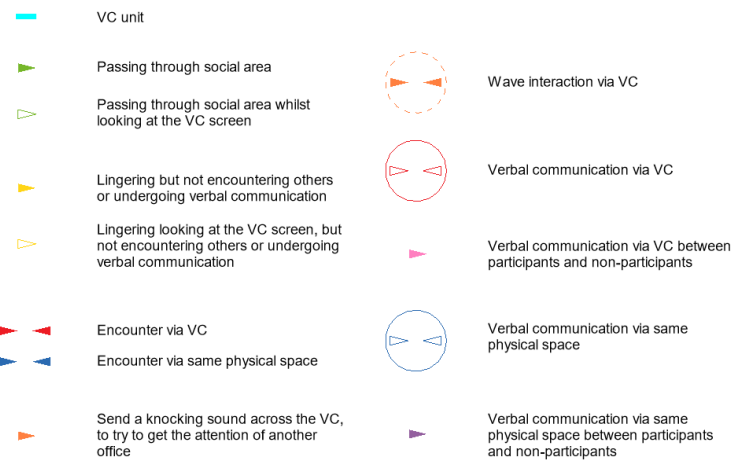 VC unit
Passing through social area
Passing through social area whilst
looking at the VC screen
Lingering but not encountering others
or undergoing verbal communication
Lingering looking at the VC screen, but
not encountering others or undergoing
verbal communication
Encounter via VC
Encounter via same physical space
Send a knocking sound across the VC,
to try to get the attention of another
office
Wave interaction via VC
Verbal communication via VC
Verbal communication via VC between
participants and non-participants
Verbal communication via same
physical space
Verbal communication via same
physical space between participants
and non-participants